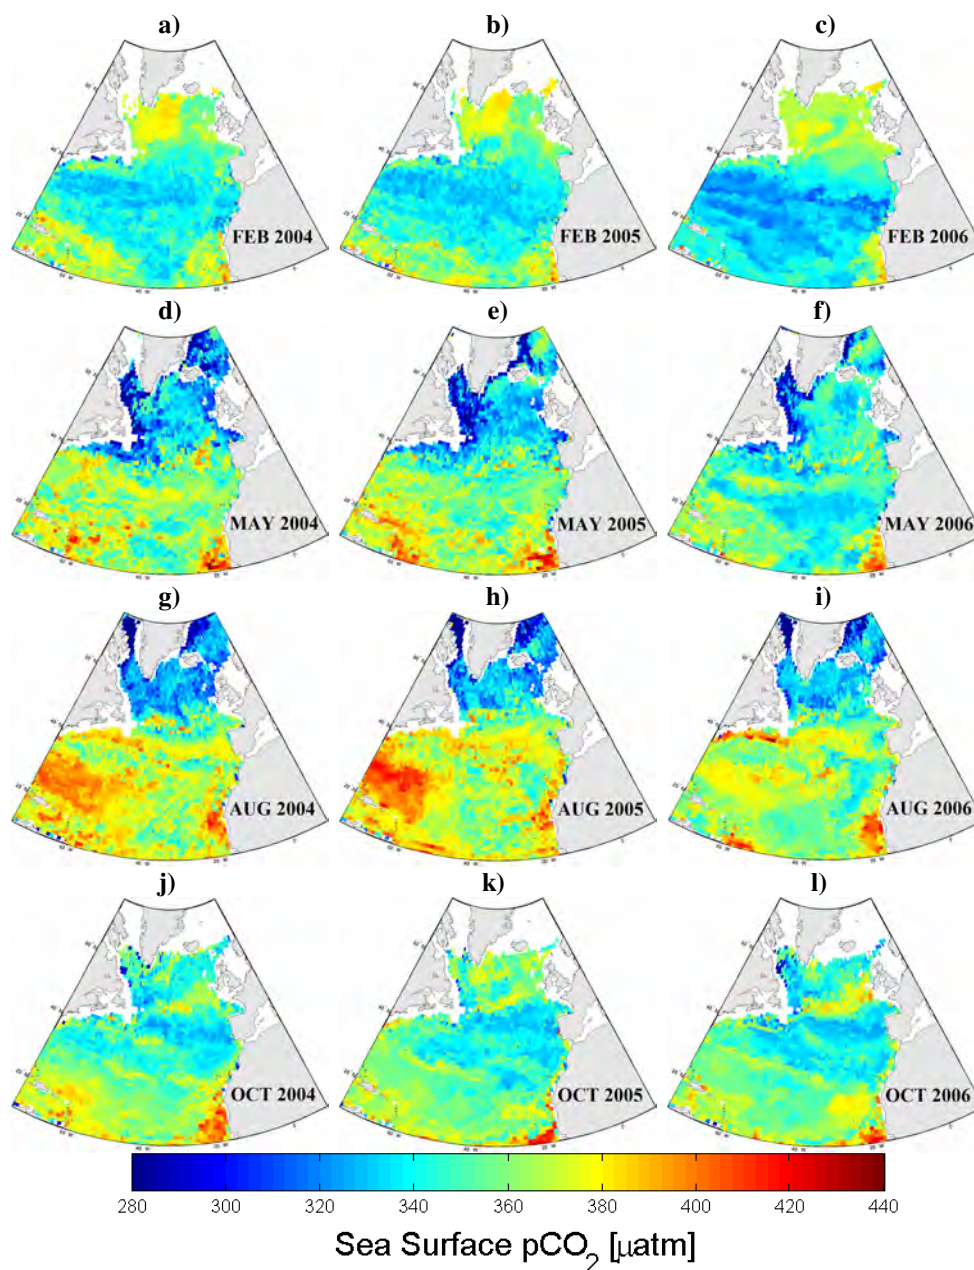 a) b) c)
FEB 2004 FEB 2005 FEB 2006
d) e) f)
MAY 2004 MAY 2005 MAY 2006
g) h) i)
AUG 2004 AUG 2005 AUG 2006
j) k) l)
OCT 2004 OCT 2005 OCT 2006
280 300 320 340 360 380 400 420 440
Sea Surface pCO2 [µatm]